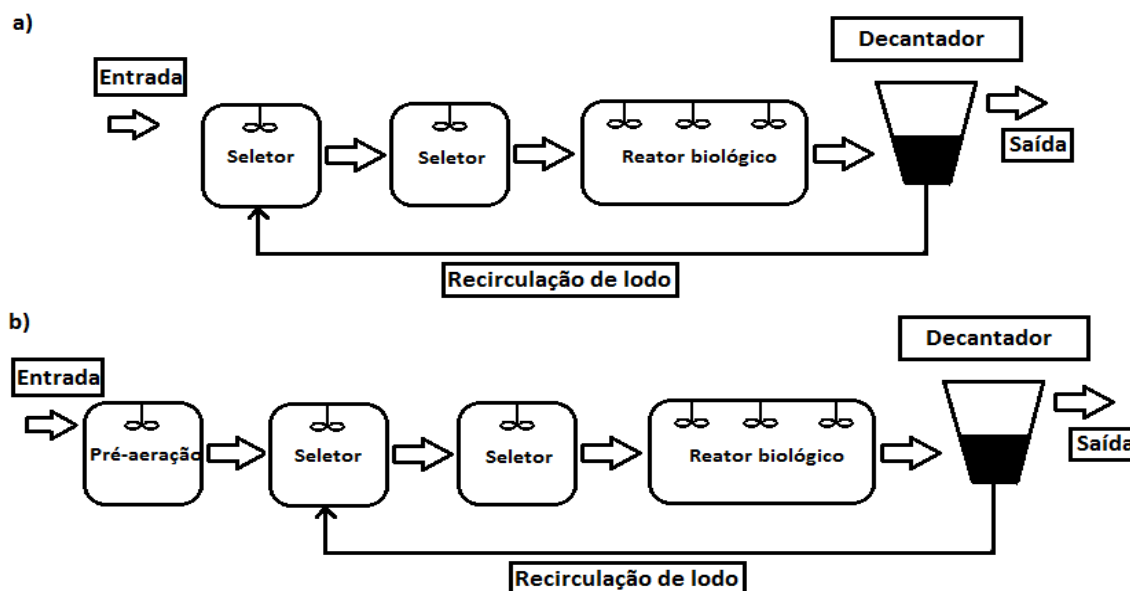 a)
Decantador
Entrada
Seletor
Seletor
Reator biológico
Saída
Recirculação de lodo
b)
Decantador
Entrada
Pré-aeração
Seletor
Seletor
Reator biológico
Saída
Recirculação de lodo